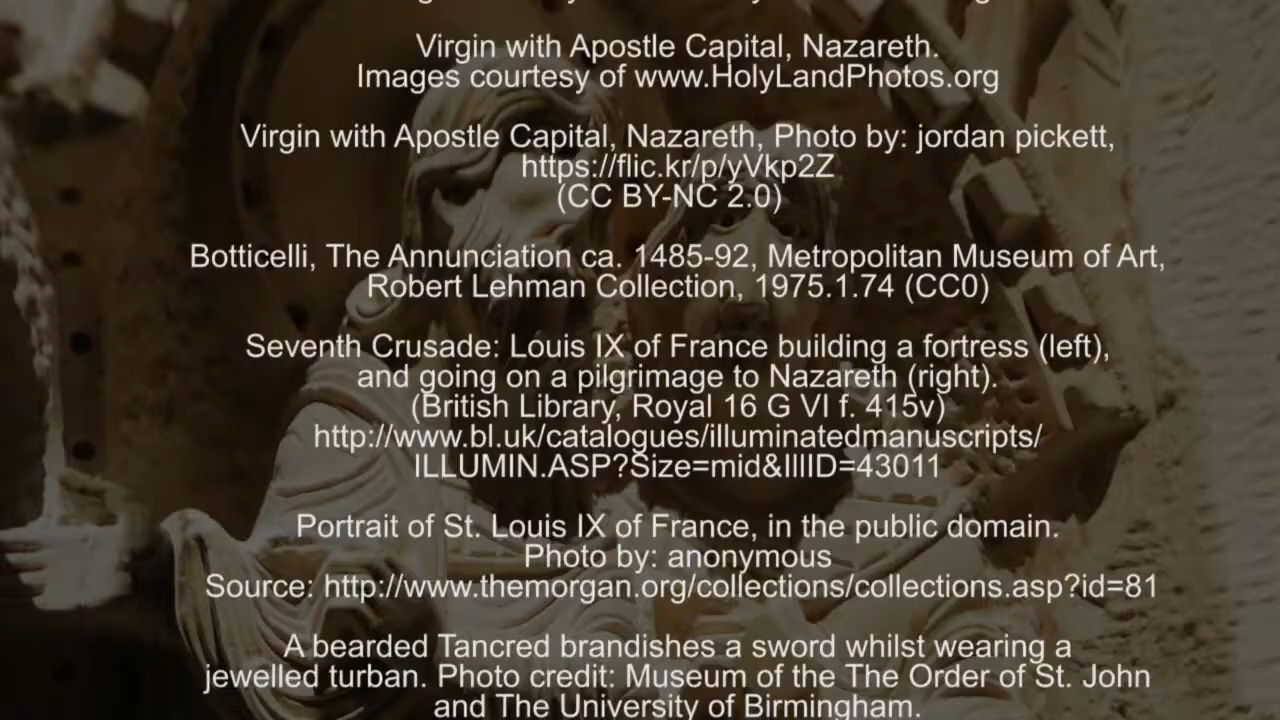 Virgin with Apostle Capital, Nazareth.
Images courtesy of www.HolyLandPhotos.org
Virgin with Apostle Capital, Nazareth, Photo by: jordan pickett,
https://flic.kr/p/yVkp2Z
(CC BY-NC 2.0)
Botticelli, The Annunciation ca. 1485-92, Metropolitan Museum of Art,
Robert Lehman Collection, 1975.1.74 (CC0)
Seventh Crusade: Louis IX of France building a fortress (left),
and going on a pilgrimage to Nazareth (right).
(British Library, Royal 16 G VI f. 415v)
http://www.bl.uk/catalogues/illuminatedmanuscripts/
ILLUMIN.ASP?Size=mid&IllID=43011
Portrait of St. Louis IX of France, in the public domain.
Photo by: anonymous
Source: http://www.themorgan.org/collections/collections.asp?id=81
A bearded Tancred brandishes a sword whilst wearing a
jewelled turban. Photo credit: Museum of the The Order of St. John
and The University of Birmingham.